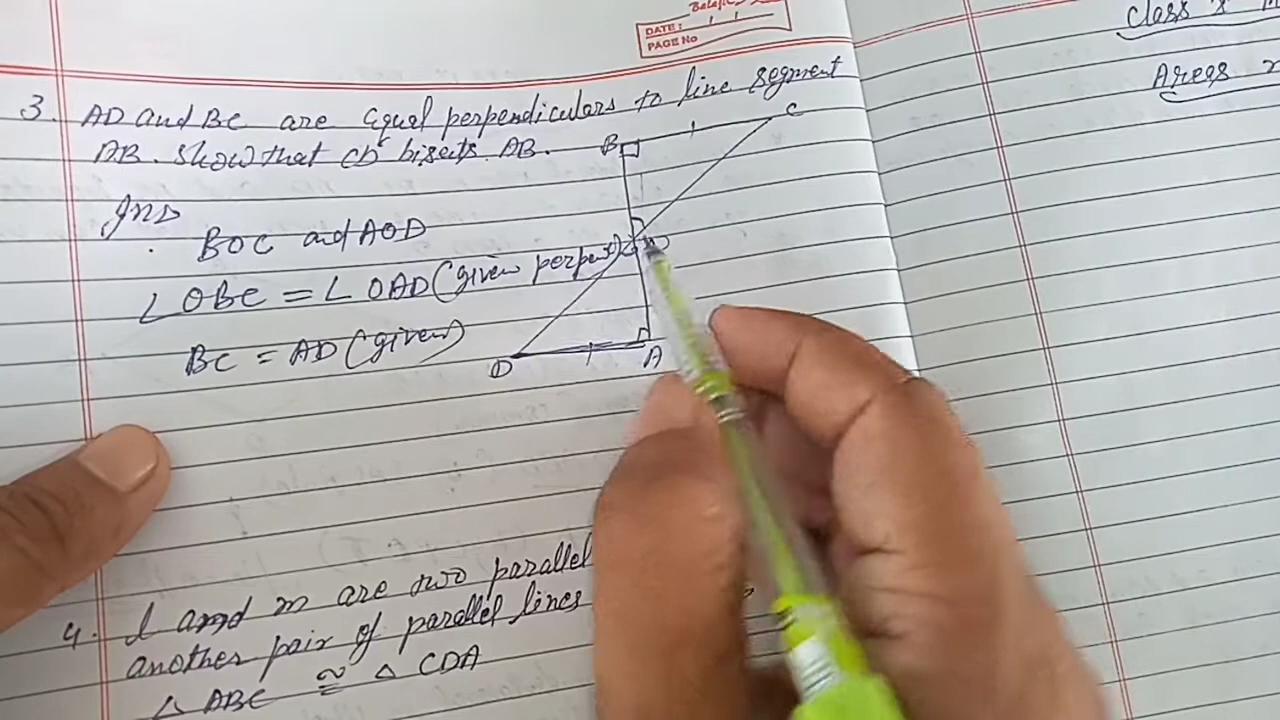 DATE :
PAGE No
Class X
Areas
3. AD and BC are equal perpendiculars to line segment
AB. Show that CD bisects AB.
Ans
BOC and AOD
∠OBC = ∠OAD (given perpent)
BC = AD (given)
B
C
D
A
4. l and m are two parallel
another pair of parallel lines
△ ABC ≅ △ CDA